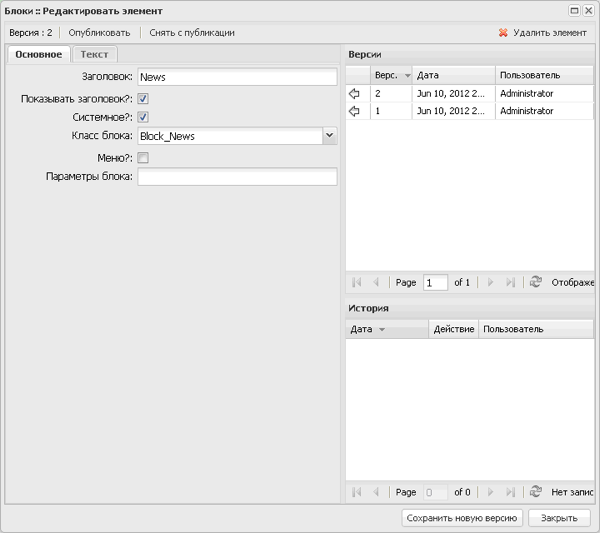 Блоки :: Редактировать элемент
Версия : 2 Опубликовать Снять с публикации Удалить элемент
Основное Текст
Заголовок: News
Показывать заголовок?:
Системное?:
Класс блока: Block_News
Меню?:
Параметры блока:
Версии
Верс. Дата Пользователь
2 Jun 10, 2012 2... Administrator
1 Jun 10, 2012 2... Administrator
Page 1 of 1 Отображе
История
Дата Действие Пользователь
Page 0 of 0 Нет запис
Сохранить новую версию Закрыть